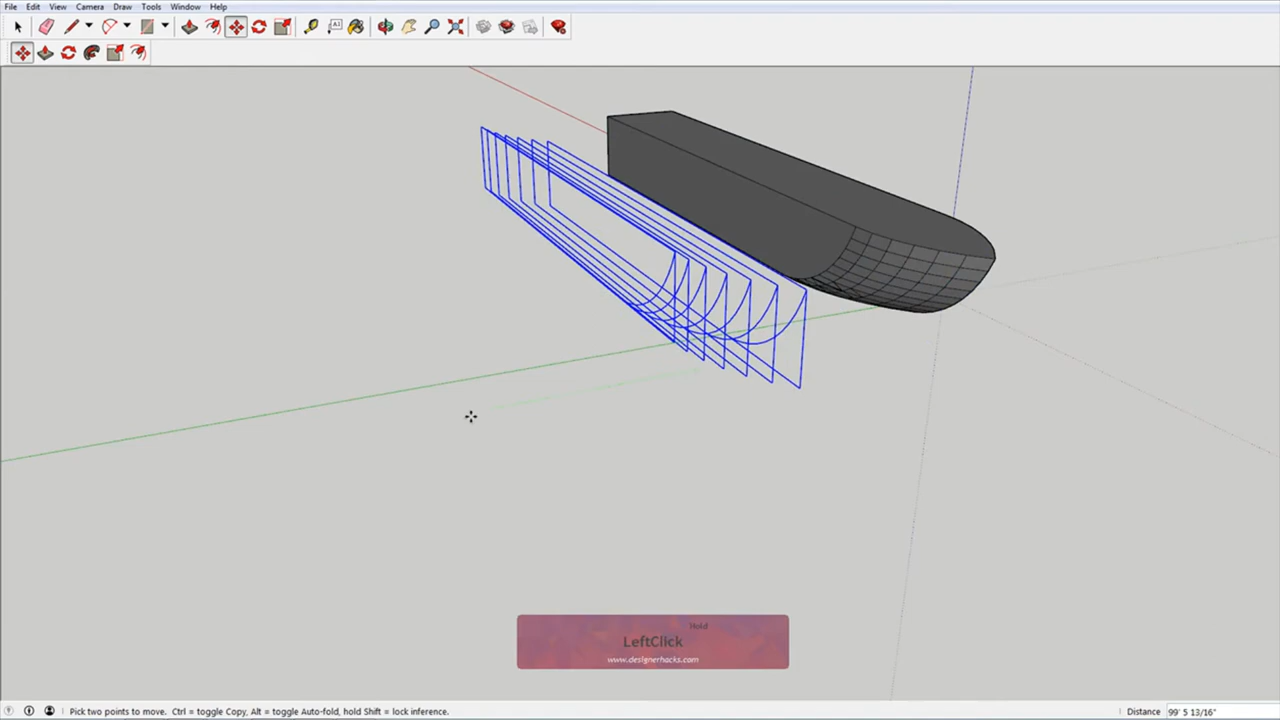 File Edit View Camera Draw Tools Window Help
A1
Hold
LeftClick
www.designerhacks.com
Pick two points to move. Ctrl = toggle Copy, Alt = toggle Auto-fold, hold Shift = lock inference.
Distance 99' 5 13/16"